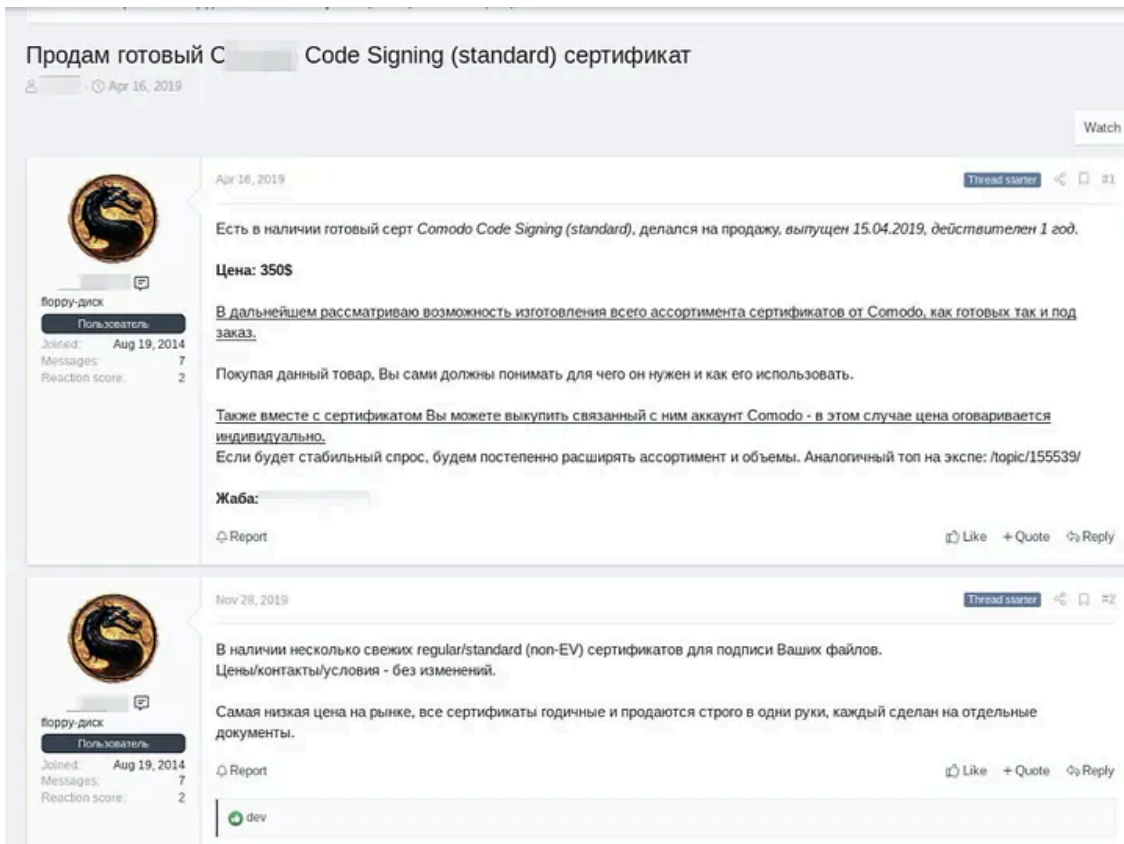 Продам готовый C Code Signing (standard) сертификат
Apr 16, 2019
Watch
Apr 16, 2019
Thread starter
#1
floppy-диск
Пользователь
Joined: Aug 19, 2014
Messages: 7
Reaction score: 2
Есть в наличии готовый серт Comodo Code Signing (standard), делался на продажу, выпущен 15.04.2019, действителен 1 год.
Цена: 350$
В дальнейшем рассматриваю возможность изготовления всего ассортимента сертификатов от Comodo, как готовых так и под
заказ.
Покупая данный товар, Вы сами должны понимать для чего он нужен и как его использовать.
Также вместе с сертификатом Вы можете выкупить связанный с ним аккаунт Comodo - в этом случае цена оговаривается
индивидуально.
Если будет стабильный спрос, будем постепенно расширять ассортимент и объемы. Аналогичный топ на экспе: /topic/155539/
Жаба:
Report
Like + Quote Reply
Nov 28, 2019
Thread starter
#2
floppy-диск
Пользователь
Joined: Aug 19, 2014
Messages: 7
Reaction score: 2
В наличии несколько свежих regular/standard (non-EV) сертификатов для подписи Ваших файлов.
Цены/контакты/условия - без изменений.
Самая низкая цена на рынке, все сертификаты годичные и продаются строго в одни руки, каждый сделан на отдельные
документы.
Report
Like + Quote Reply
dev